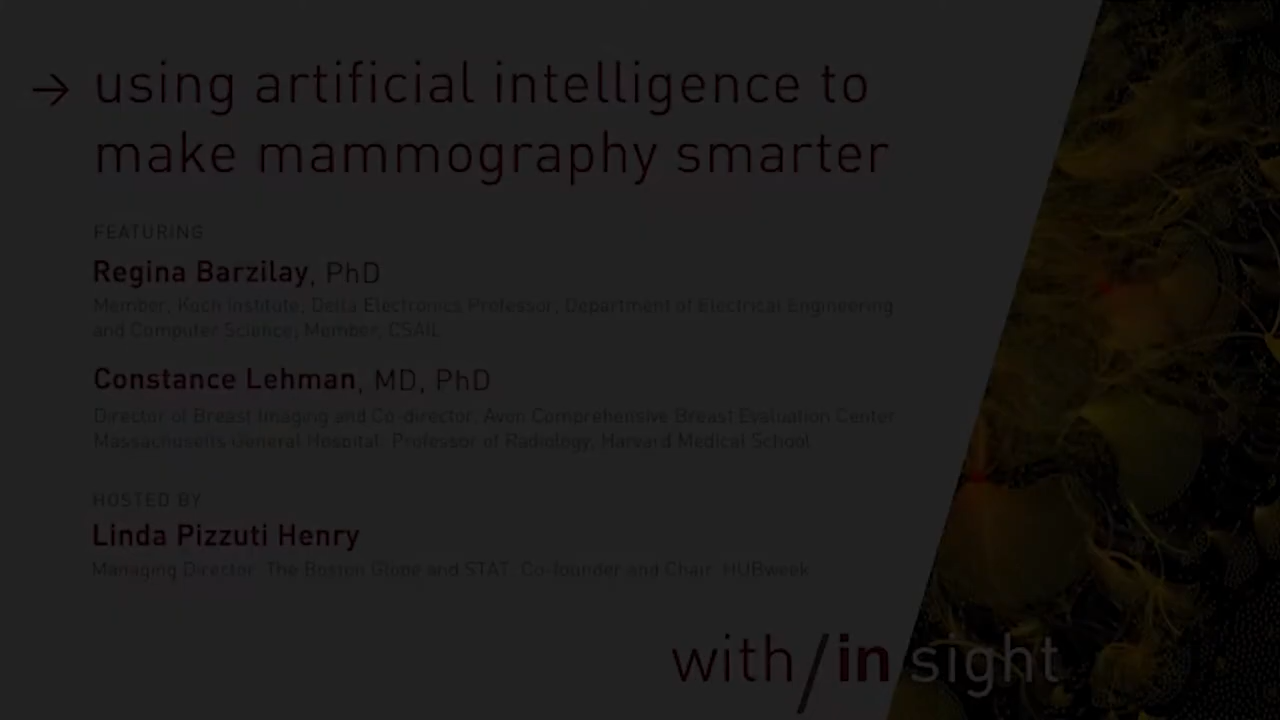 → using artificial intelligence to
make mammography smarter
FEATURING
Regina Barzilay, PhD
Member, Koch Institute; Delta Electronics Professor, Department of Electrical Engineering
and Computer Science; Member, CSAIL
Constance Lehman, MD, PhD
Director of Breast Imaging and Co-director, Avon Comprehensive Breast Evaluation Center
Massachusetts General Hospital; Professor of Radiology, Harvard Medical School
HOSTED BY
Linda Pizzuti Henry
Managing Director, The Boston Globe and STAT; Co-founder and Chair, HUBweek
with/in sight